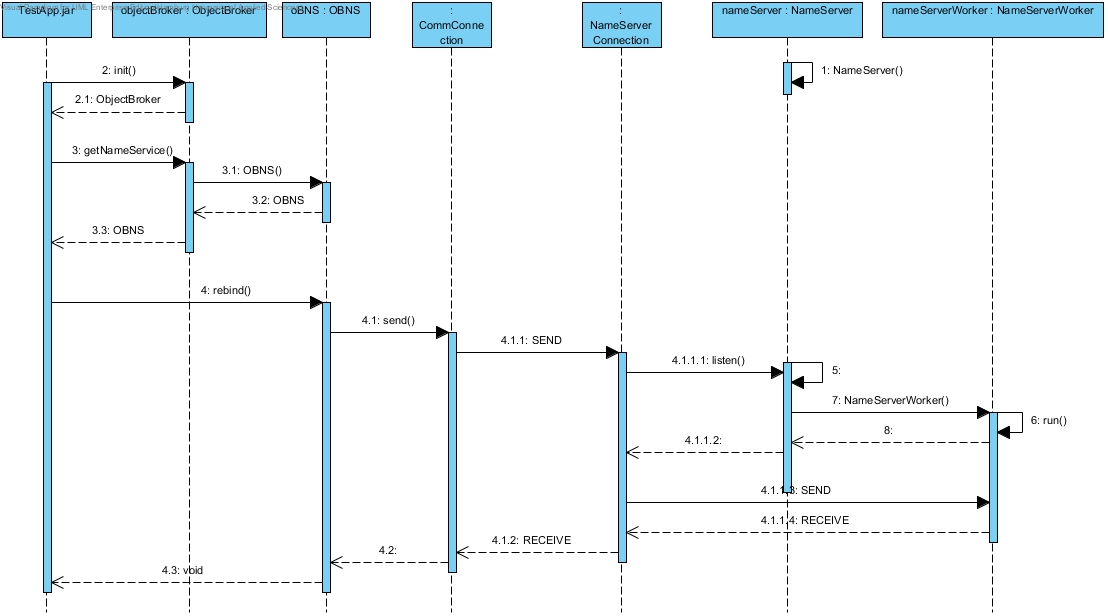 TestApp.jar
objectBroker : ObjectBroker
oBNS : OBNS
:
CommConne
ction
:
NameServer
Connection
nameServer : NameServer
nameServerWorker : NameServerWorker
2: init()
1: NameServer()
2.1: ObjectBroker
3: getNameService()
3.1: OBNS()
3.2: OBNS
3.3: OBNS
4: rebind()
4.1: send()
4.1.1: SEND
4.1.1.1: listen()
5:
7: NameServerWorker()
6: run()
8:
4.1.1.2:
4.1.1.3: SEND
4.1.1.4: RECEIVE
4.1.2: RECEIVE
4.2:
4.3: void